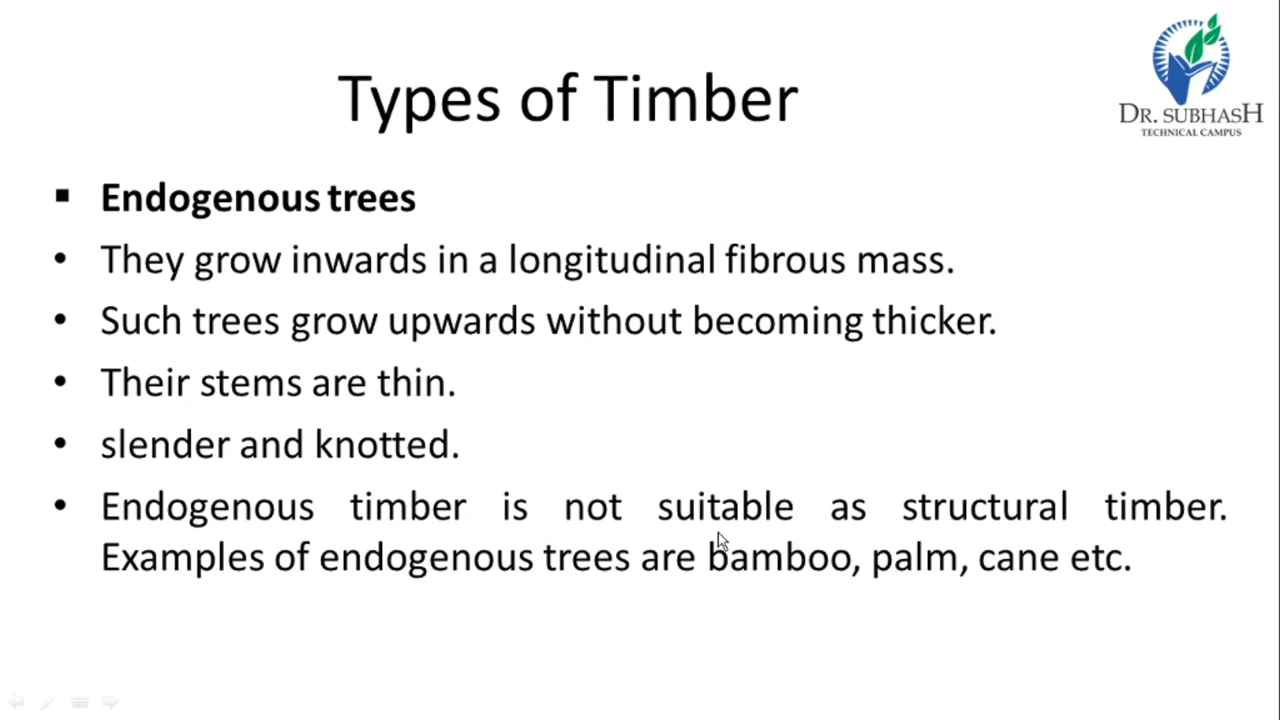 DR. SUBHASH
TECHNICAL CAMPUS
Types of Timber
▪ Endogenous trees
• They grow inwards in a longitudinal fibrous mass.
• Such trees grow upwards without becoming thicker.
• Their stems are thin.
• slender and knotted.
• Endogenous timber is not suitable as structural timber.
Examples of endogenous trees are bamboo, palm, cane etc.